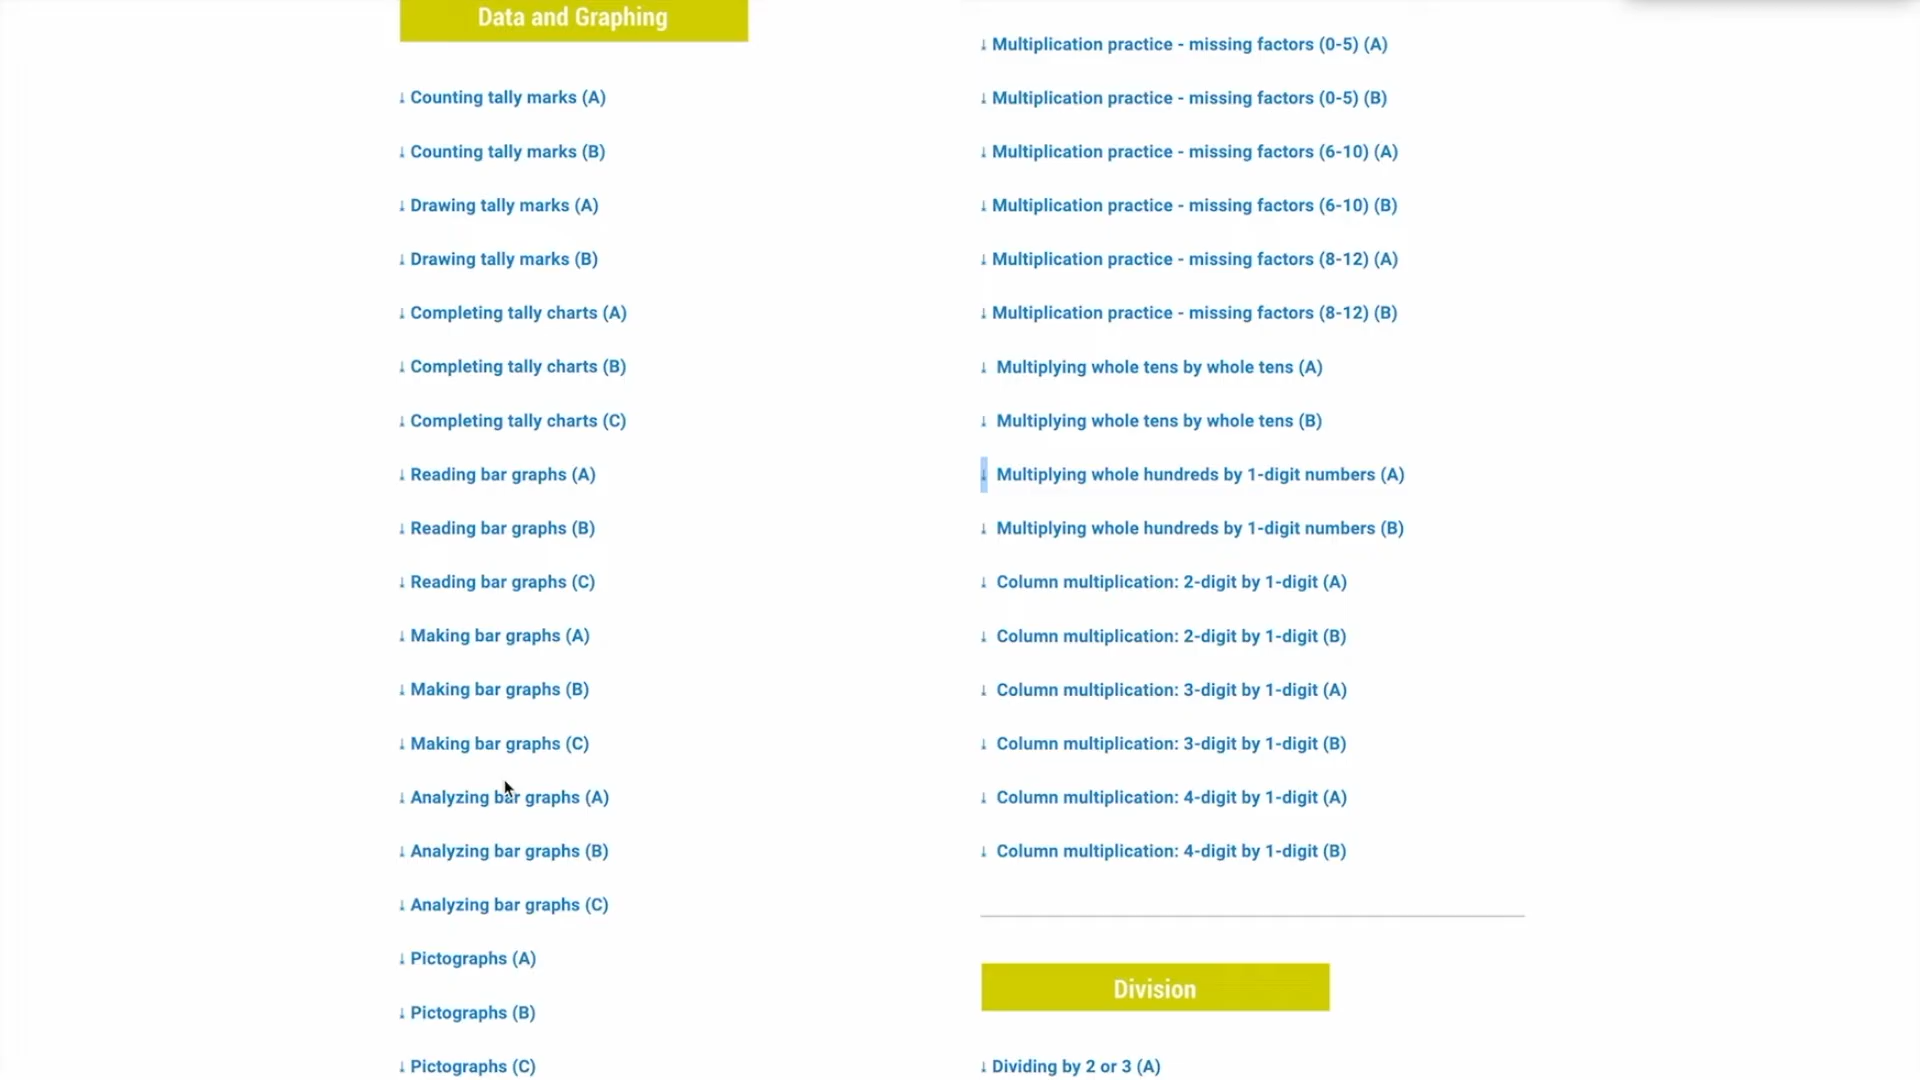 Data and Graphing
↓ Counting tally marks (A)
↓ Counting tally marks (B)
↓ Drawing tally marks (A)
↓ Drawing tally marks (B)
↓ Completing tally charts (A)
↓ Completing tally charts (B)
↓ Completing tally charts (C)
↓ Reading bar graphs (A)
↓ Reading bar graphs (B)
↓ Reading bar graphs (C)
↓ Making bar graphs (A)
↓ Making bar graphs (B)
↓ Making bar graphs (C)
↓ Analyzing bar graphs (A)
↓ Analyzing bar graphs (B)
↓ Analyzing bar graphs (C)
↓ Pictographs (A)
↓ Pictographs (B)
↓ Pictographs (C)
↓ Multiplication practice - missing factors (0-5) (A)
↓ Multiplication practice - missing factors (0-5) (B)
↓ Multiplication practice - missing factors (6-10) (A)
↓ Multiplication practice - missing factors (6-10) (B)
↓ Multiplication practice - missing factors (8-12) (A)
↓ Multiplication practice - missing factors (8-12) (B)
↓ Multiplying whole tens by whole tens (A)
↓ Multiplying whole tens by whole tens (B)
↓ Multiplying whole hundreds by 1-digit numbers (A)
↓ Multiplying whole hundreds by 1-digit numbers (B)
↓ Column multiplication: 2-digit by 1-digit (A)
↓ Column multiplication: 2-digit by 1-digit (B)
↓ Column multiplication: 3-digit by 1-digit (A)
↓ Column multiplication: 3-digit by 1-digit (B)
↓ Column multiplication: 4-digit by 1-digit (A)
↓ Column multiplication: 4-digit by 1-digit (B)
Division
↓ Dividing by 2 or 3 (A)